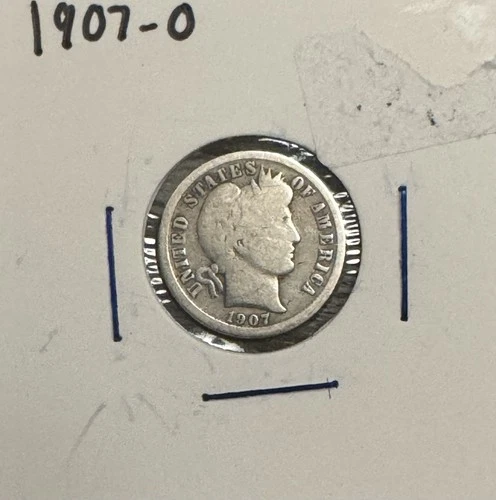 1907-O
UNITED STATES OF AMERICA
1907